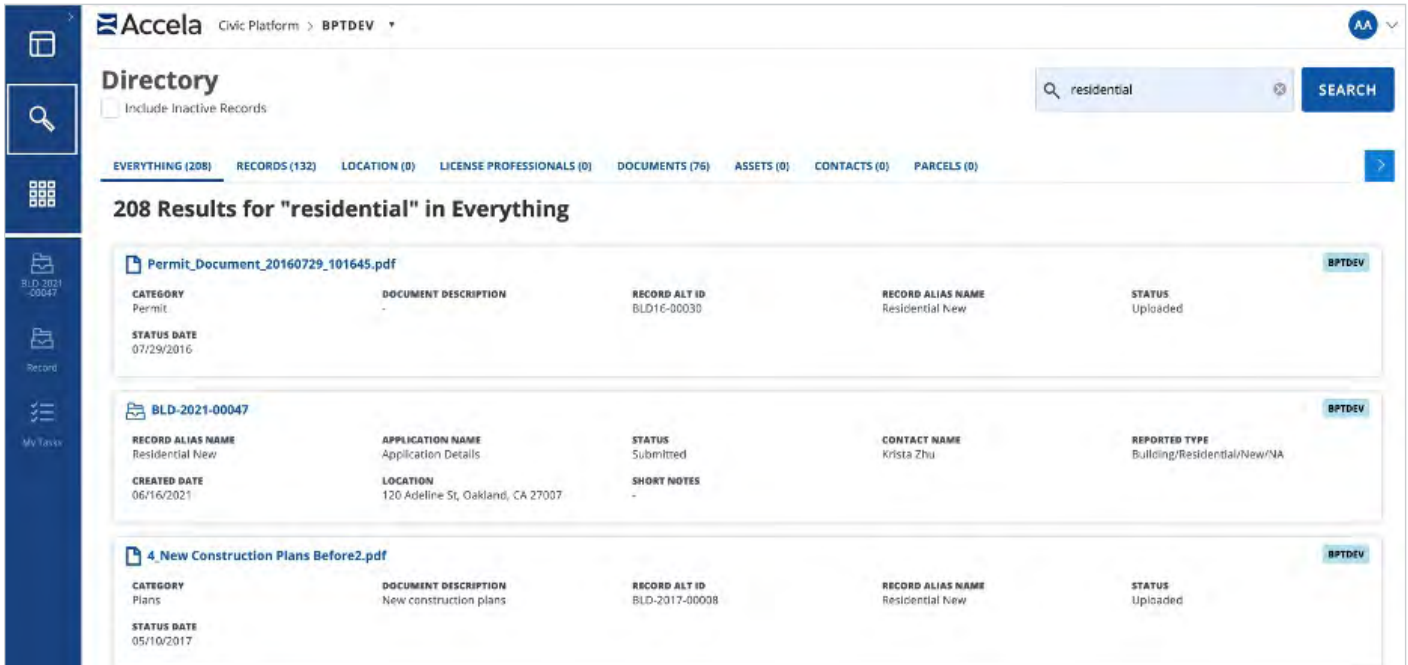 Accela Civic Platform > BPTDEV
AA
Directory
Include Inactive Records
residential
SEARCH
EVERYTHING (208) RECORDS (132) LOCATION (0) LICENSE PROFESSIONALS (0) DOCUMENTS (76) ASSETS (0) CONTACTS (0) PARCELS (0)
208 Results for "residential" in Everything
BLD-2021
-00047
Record
My Tasks
Permit_Document_20160729_101645.pdf BPTDEV
CATEGORY DOCUMENT DESCRIPTION RECORD ALT ID RECORD ALIAS NAME STATUS
Permit - BLD16-00030 Residential New Uploaded
STATUS DATE
07/29/2016
BLD-2021-00047 BPTDEV
RECORD ALIAS NAME APPLICATION NAME STATUS CONTACT NAME REPORTED TYPE
Residential New Application Details Submitted Krista Zhu Building/Residential/New/NA
CREATED DATE LOCATION SHORT NOTES
06/16/2021 120 Adeline St, Oakland, CA 27007 -
4_New Construction Plans Before2.pdf BPTDEV
CATEGORY DOCUMENT DESCRIPTION RECORD ALT ID RECORD ALIAS NAME STATUS
Plans New construction plans BLD-2017-00008 Residential New Uploaded
STATUS DATE
05/10/2017